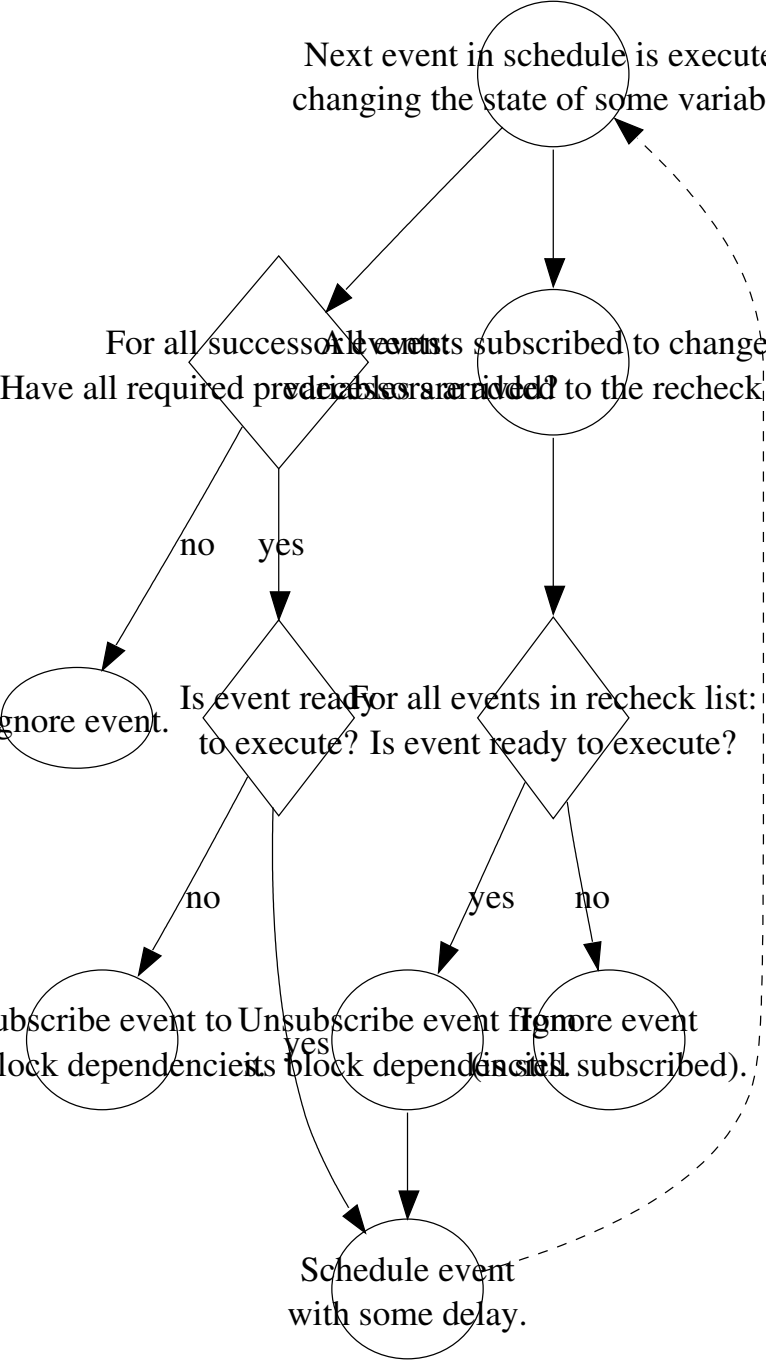 Next event in schedule is execute
changing the state of some variab
For all successor events:
Have all required predecessors arrived?
All events subscribed to change
variables are added to the recheck
no
yes
gnore event.
Is event ready
to execute?
For all events in recheck list:
Is event ready to execute?
no
yes
no
ubscribe event to
lock dependencies.
yes
Unsubscribe event from
its block dependencies.
Ignore event
(is still subscribed).
Schedule event
with some delay.